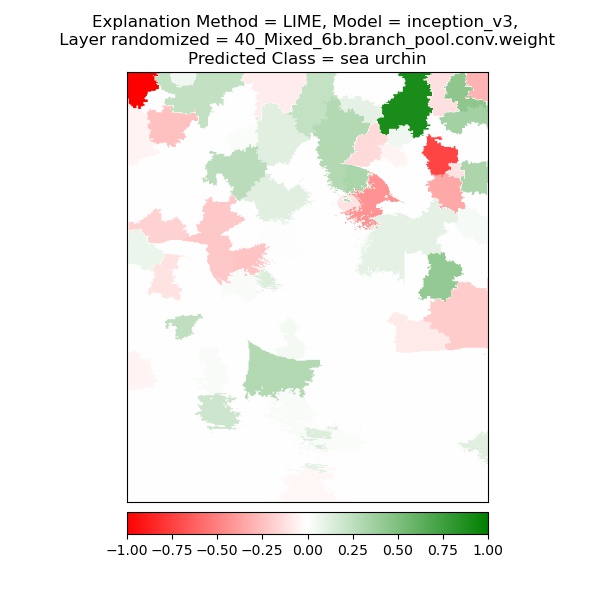 Explanation Method = LIME, Model = inception_v3,
Layer randomized = 40_Mixed_6b.branch_pool.conv.weight
Predicted Class = sea urchin
−1.00 −0.75 −0.50 −0.25 0.00 0.25 0.50 0.75 1.00